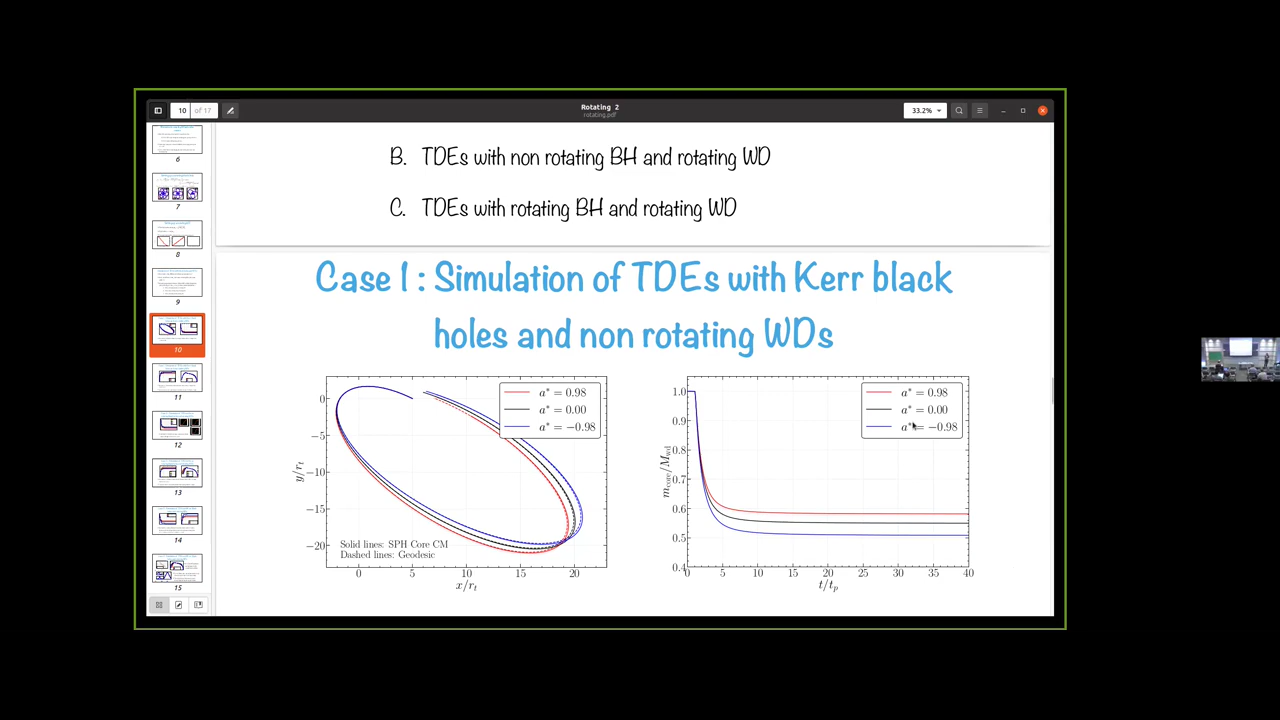 10 of 17
Rotating 2
rotating.pdf
33.2%
6
7
8
9
10
11
12
13
14
15
B. TDEs with non rotating BH and rotating WD
C. TDEs with rotating BH and rotating WD
Case 1 : Simulation of TDEs with Kerr black
holes and non rotating WDs
a* = 0.98
a* = 0.00
a* = −0.98
0
−5
−10
−15
−20
y/r_t
Solid lines: SPH Core CM
Dashed lines: Geodesic
0 5 10 15 20
x/r_t
a* = 0.98
a* = 0.00
a* = −0.98
1.0
0.9
0.8
0.7
0.6
0.5
0.4
m_core/M_wd
0 5 10 15 20 25 30 35 40
t/t_p